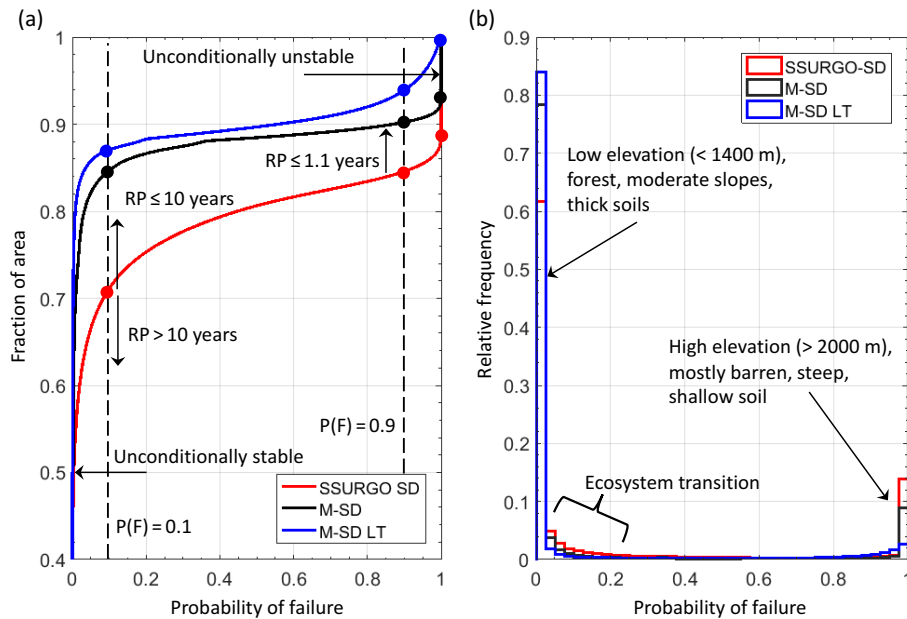 (a)
1
0.9
0.8
0.7
0.6
0.5
0.4
0
0.2
0.4
0.6
0.8
1
Fraction of area
Probability of failure
Unconditionally unstable
RP ≤ 1.1 years
RP ≤ 10 years
RP > 10 years
P(F) = 0.9
Unconditionally stable
P(F) = 0.1
SSURGO SD
M-SD
M-SD LT
(b)
0.9
0.8
0.7
0.6
0.5
0.4
0.3
0.2
0.1
0
0
0.2
0.4
0.6
0.8
1
Relative frequency
Probability of failure
SSURGO-SD
M-SD
M-SD LT
Low elevation (< 1400 m),
forest, moderate slopes,
thick soils
High elevation (> 2000 m),
mostly barren, steep,
shallow soil
Ecosystem transition